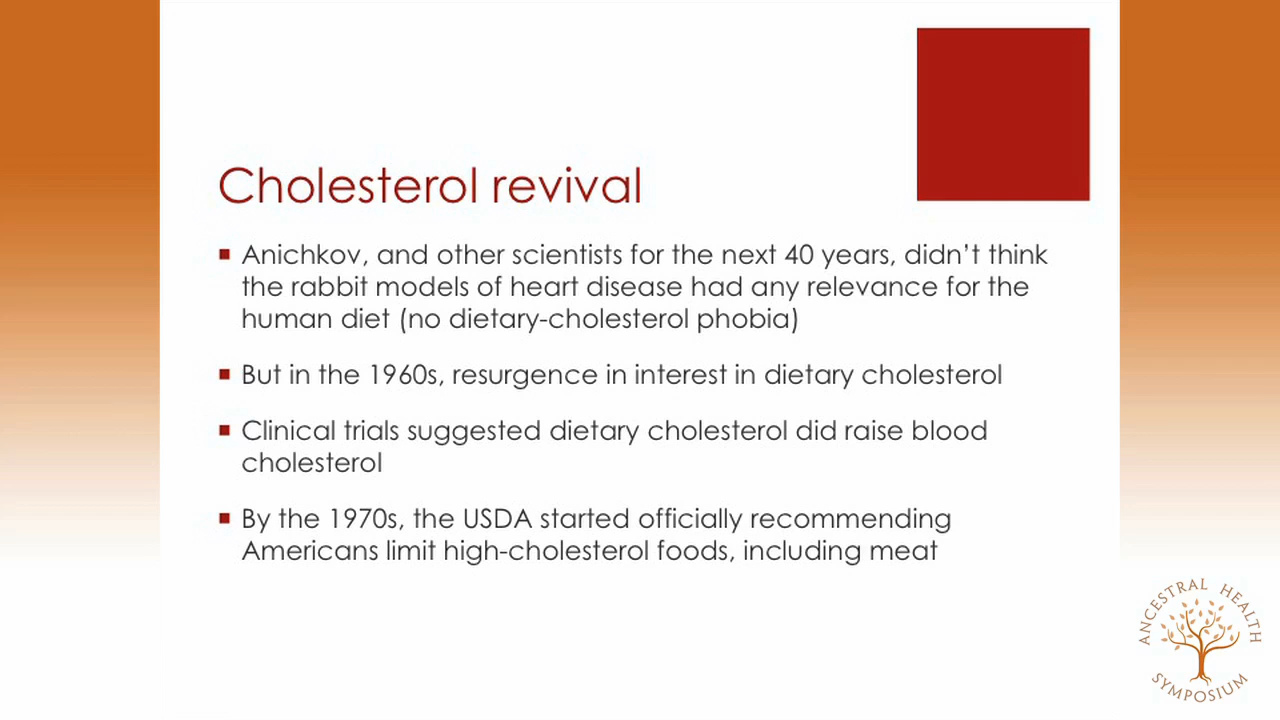 Cholesterol revival
Anichkov, and other scientists for the next 40 years, didn't think
the rabbit models of heart disease had any relevance for the
human diet (no dietary-cholesterol phobia)
But in the 1960s, resurgence in interest in dietary cholesterol
Clinical trials suggested dietary cholesterol did raise blood
cholesterol
By the 1970s, the USDA started officially recommending
Americans limit high-cholesterol foods, including meat
ANCESTRAL HEALTH
SYMPOSIUM